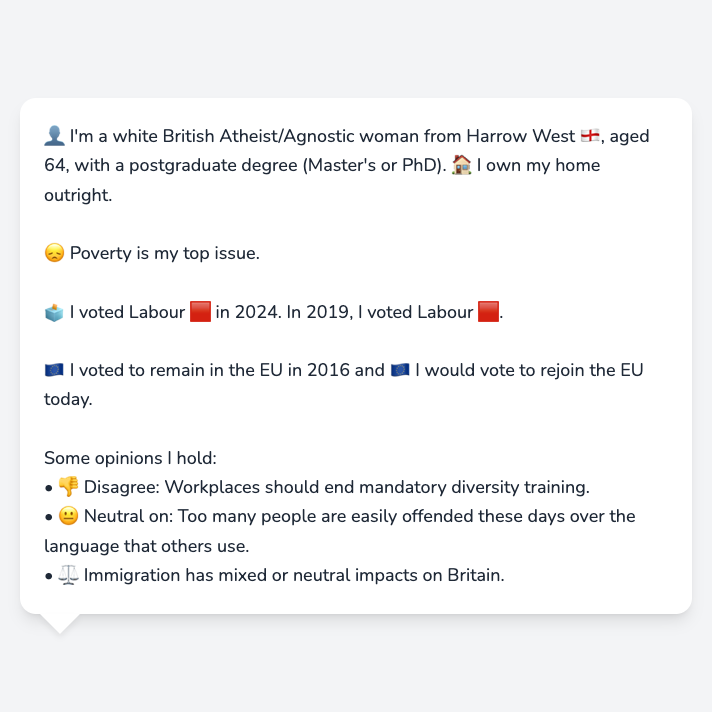 👤 I'm a white British Atheist/Agnostic woman from Harrow West 🏴󠁧󠁢󠁥󠁮󠁧󠁿, aged
64, with a postgraduate degree (Master's or PhD). 🏠 I own my home
outright.
😞 Poverty is my top issue.
🗳️ I voted Labour 🟥 in 2024. In 2019, I voted Labour 🟥.
🇪🇺 I voted to remain in the EU in 2016 and 🇪🇺 I would vote to rejoin the EU
today.
Some opinions I hold:
• 👎 Disagree: Workplaces should end mandatory diversity training.
• 😐 Neutral on: Too many people are easily offended these days over the
language that others use.
• ⚖️ Immigration has mixed or neutral impacts on Britain.